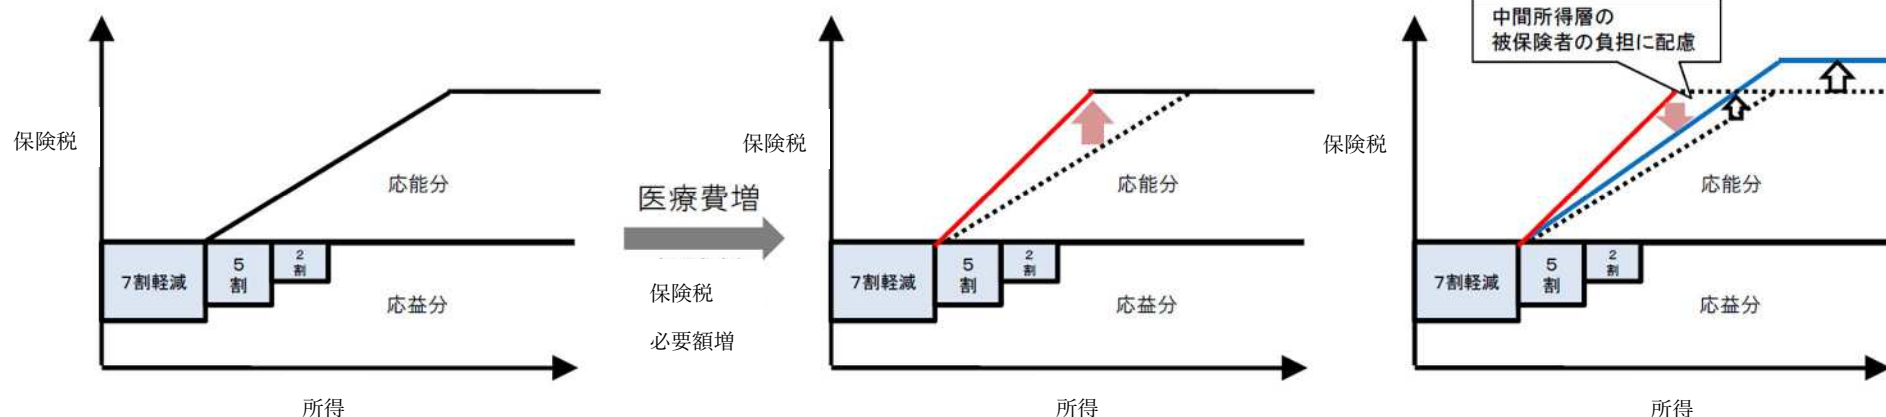 保険税
応能分
7割軽減
5
割
2
割
応益分
所得
医療費増
保険税
必要額増
保険税
応能分
7割軽減
5
割
2
割
応益分
所得
中間所得層の
被保険者の負担に配慮
保険税
応能分
7割軽減
5
割
2
割
応益分
所得